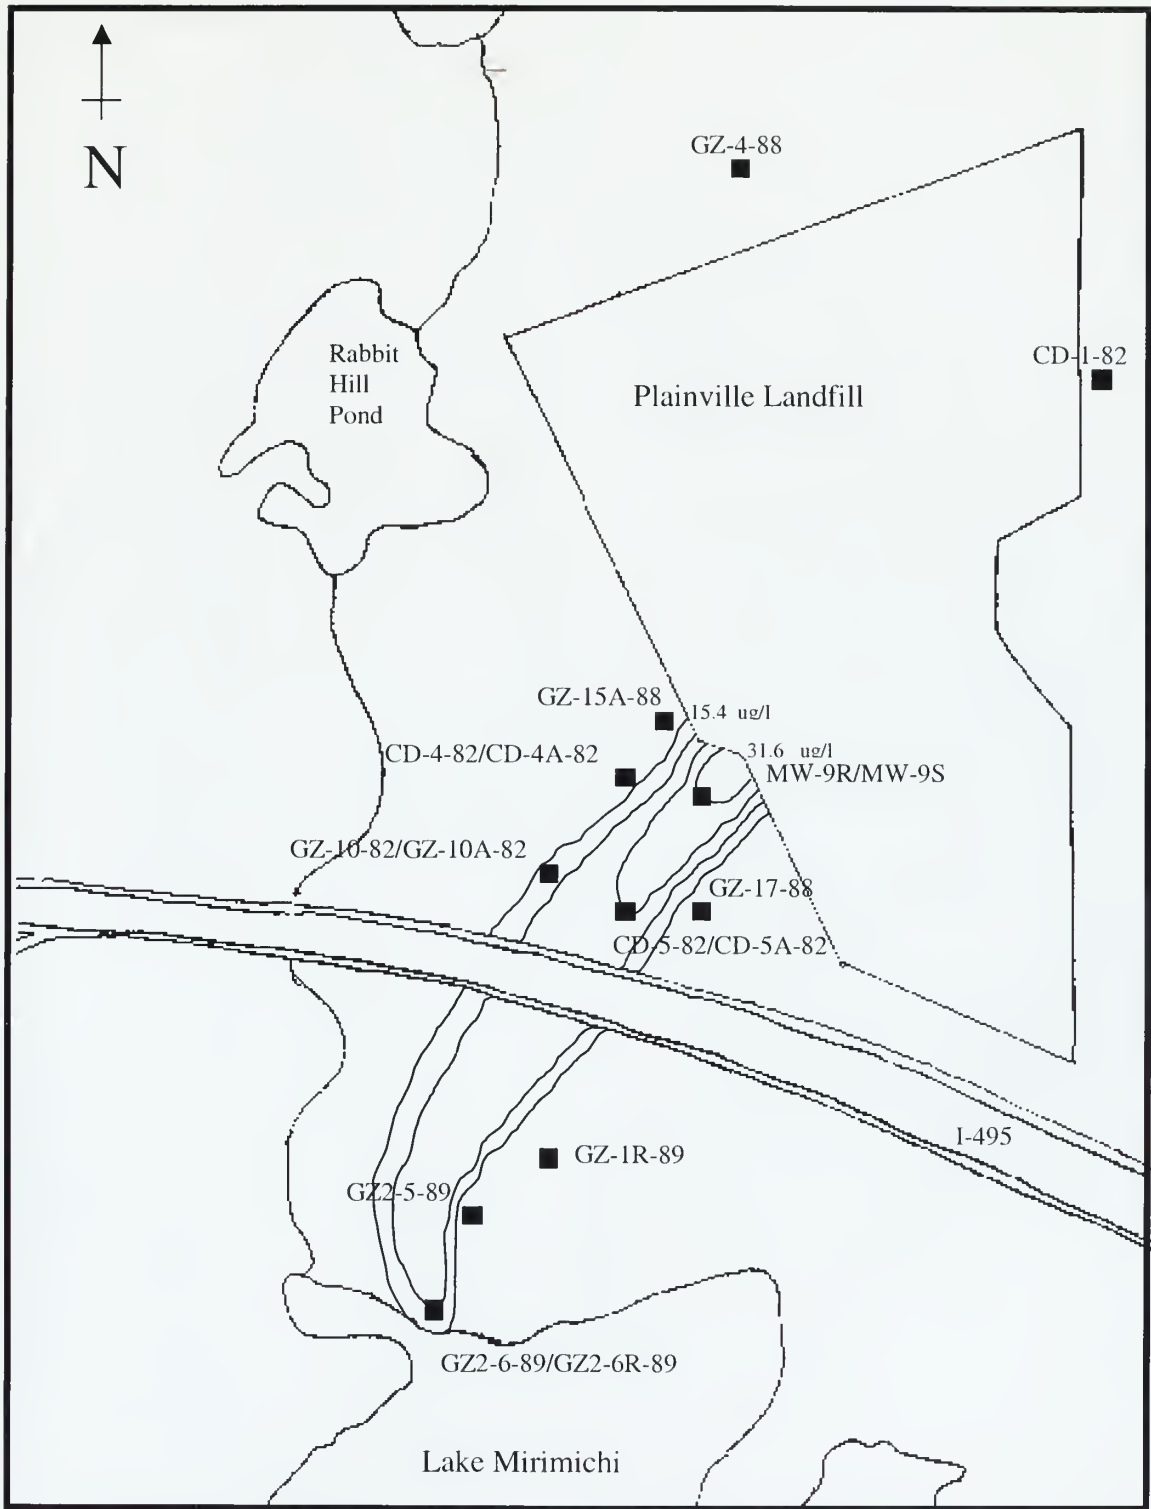 N
GZ-4-88
CD-1-82
Rabbit
Hill
Pond
Plainville Landfill
GZ-15A-88
15.4 ug/l
CD-4-82/CD-4A-82
31.6 ug/l
MW-9R/MW-9S
GZ-10-82/GZ-10A-82
GZ-17-88
CD-5-82/CD-5A-82
I-495
GZ-1R-89
GZ2-5-89
GZ2-6-89/GZ2-6R-89
Lake Mirimichi